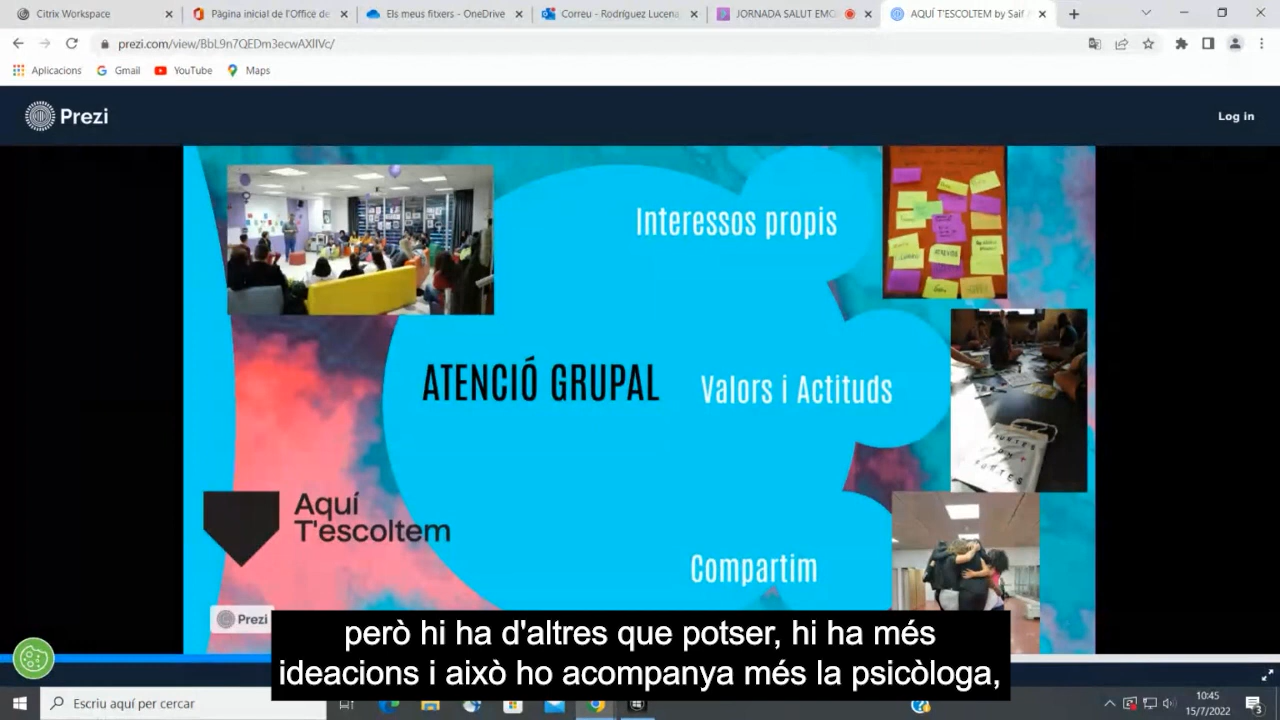 Citrix Workspace
Pàgina inicial de l'Office de
Els meus fitxers - OneDrive
Correu - Rodríguez Lucena,
JORNADA SALUT EMO
AQUÍ T'ESCOLTEM by Saif
prezi.com/view/BbL9n7QEDm3ecwAXIlVc/
Aplicacions
Gmail
YouTube
Maps
Prezi
Log in
Interessos propis
ATENCIÓ GRUPAL
Valors i Actituds
Aquí
T'escoltem
Compartim
Prezi
però hi ha d'altres que potser, hi ha més
ideacions i això ho acompanya més la psicòloga,
Escriu aquí per cercar
10:45
15/7/2022
3